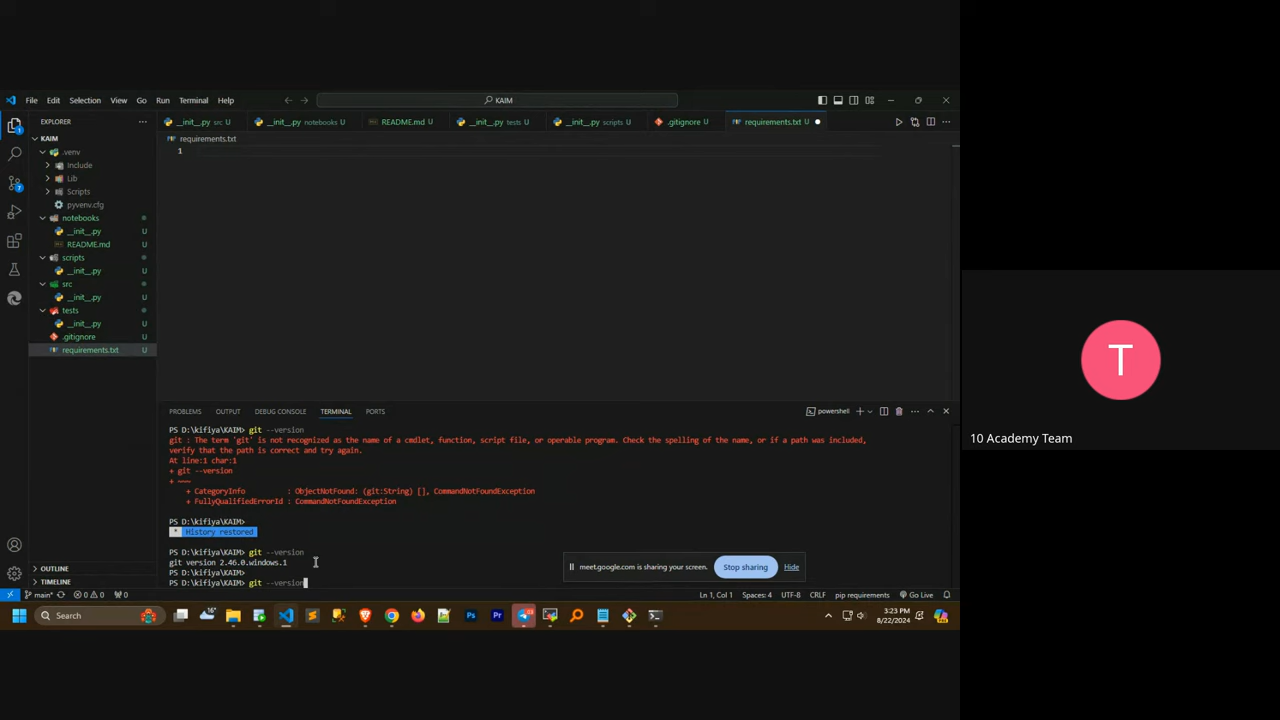 File Edit Selection View Go Run Terminal Help
KAIM
EXPLORER
__init__.py src U
__init__.py notebooks U
README.md U
__init__.py tests U
__init__.py scripts U
.gitignore U
requirements.txt U
KAIM
requirements.txt
.venv
1
Include
Lib
Scripts
pyvenv.cfg
notebooks
__init__.py U
README.md U
scripts
__init__.py U
src
__init__.py U
tests
__init__.py U
.gitignore U
requirements.txt U
T
10 Academy Team
PROBLEMS OUTPUT DEBUG CONSOLE TERMINAL PORTS
powershell
PS D:\kifiya\KAIM> git --version
git : The term 'git' is not recognized as the name of a cmdlet, function, script file, or operable program. Check the spelling of the name, or if a path was included,
verify that the path is correct and try again.
At line:1 char:1
+ git --version
+ ~~~
+ CategoryInfo : ObjectNotFound: (git:String) [], CommandNotFoundException
+ FullyQualifiedErrorId : CommandNotFoundException
PS D:\kifiya\KAIM>
* History restored
PS D:\kifiya\KAIM> git --version
git version 2.46.0.windows.1
PS D:\kifiya\KAIM>
PS D:\kifiya\KAIM> git --version
meet.google.com is sharing your screen. Stop sharing Hide
OUTLINE
TIMELINE
main* 0 0 0
Ln 1, Col 1 Spaces: 4 UTF-8 CRLF pip requirements Go Live
Search
16°
Ps
Pr
3:23 PM
8/22/2024